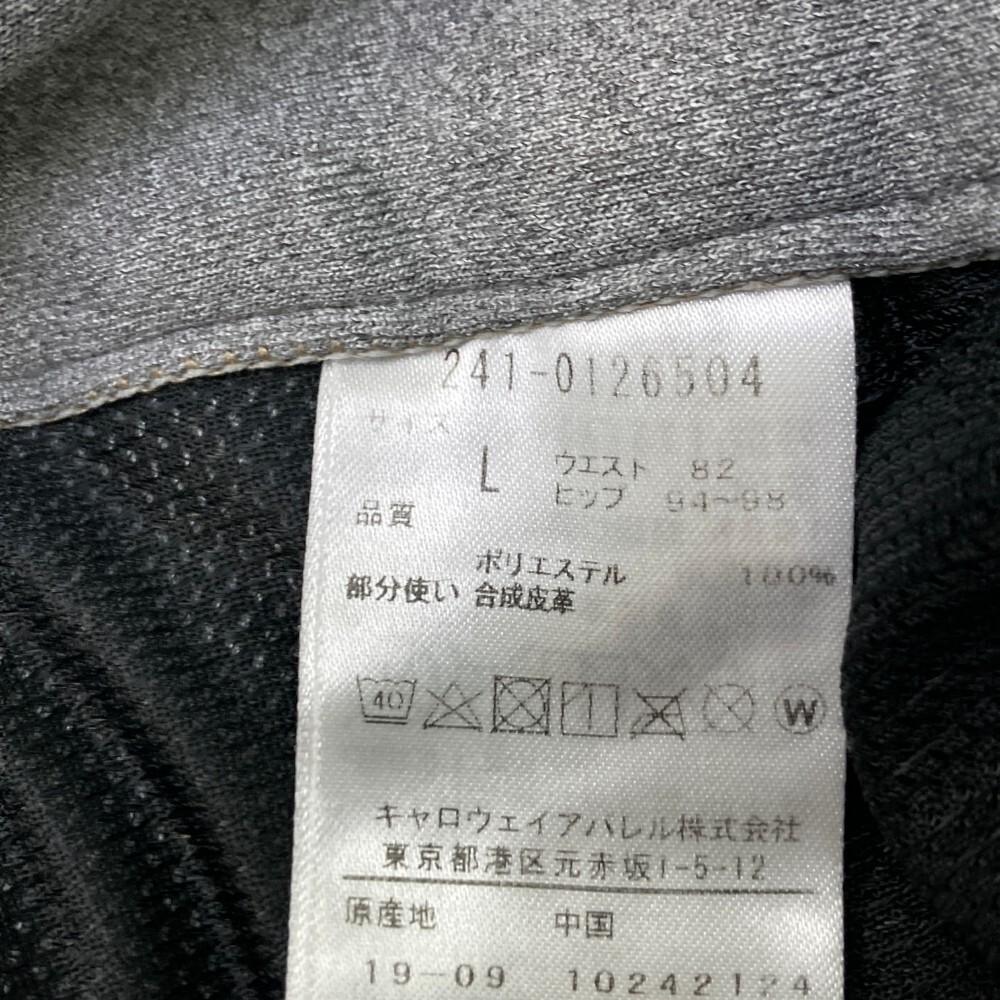 241-0126504
サイズ
L ウエスト 82
ヒップ 94~98
品質
ポリエステル 100%
部分使い 合成皮革
40 W
キャロウェイアパレル株式会社
東京都港区元赤坂1-5-12
原産地 中国
19-09 10242124